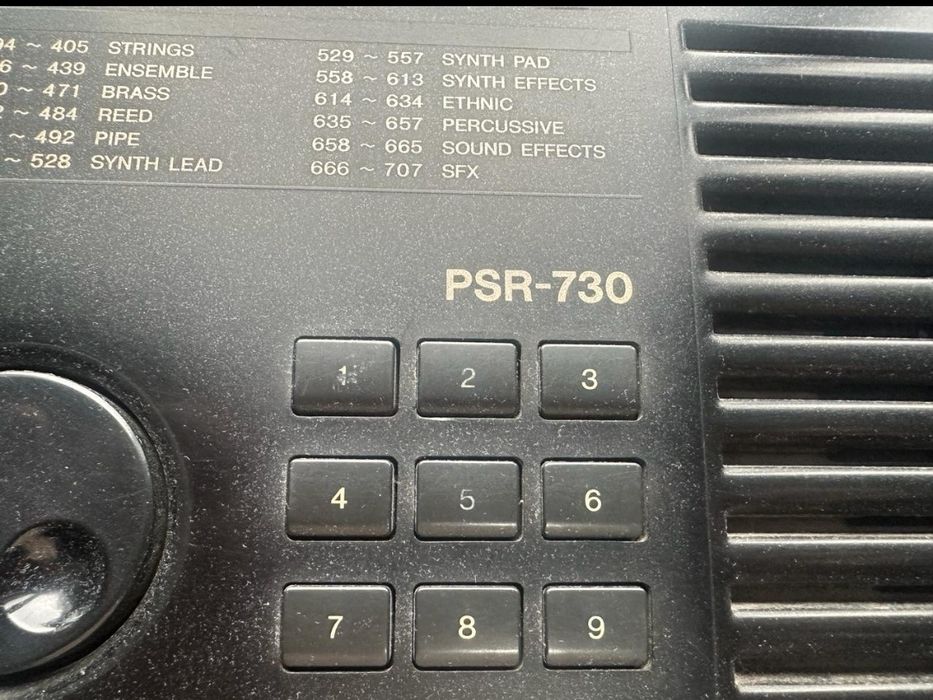 ~ 405 STRINGS
~ 439 ENSEMBLE
~ 471 BRASS
~ 484 REED
~ 492 PIPE
~ 528 SYNTH LEAD
529 ~ 557 SYNTH PAD
558 ~ 613 SYNTH EFFECTS
614 ~ 634 ETHNIC
635 ~ 657 PERCUSSIVE
658 ~ 665 SOUND EFFECTS
666 ~ 707 SFX
PSR-730
1 2 3
4 5 6
7 8 9